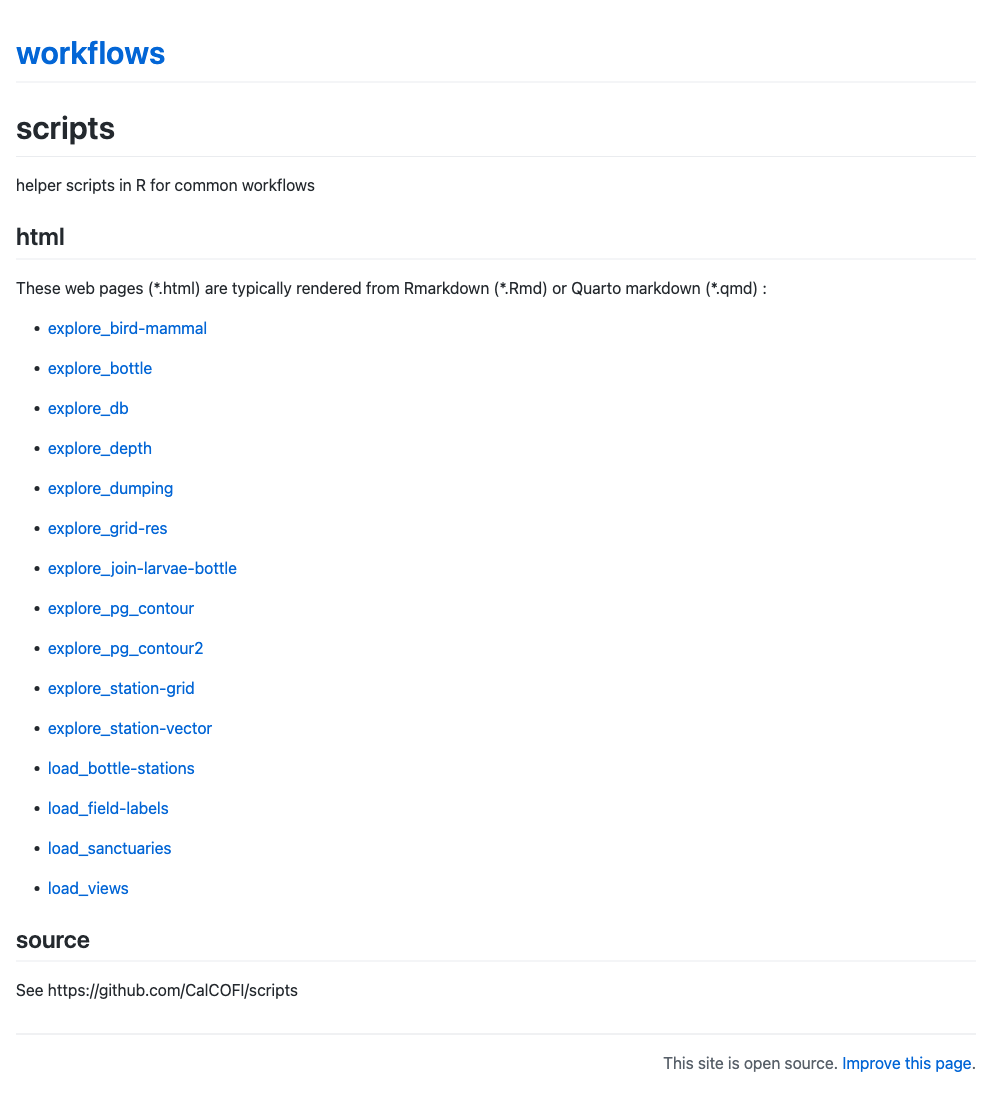 workflows
scripts
helper scripts in R for common workflows
html
These web pages (*.html) are typically rendered from Rmarkdown (*.Rmd) or Quarto markdown (*.qmd) :
• explore_bird-mammal
• explore_bottle
• explore_db
• explore_depth
• explore_dumping
• explore_grid-res
• explore_join-larvae-bottle
• explore_pg_contour
• explore_pg_contour2
• explore_station-grid
• explore_station-vector
• load_bottle-stations
• load_field-labels
• load_sanctuaries
• load_views
source
See https://github.com/CalCOFI/scripts
This site is open source. Improve this page.